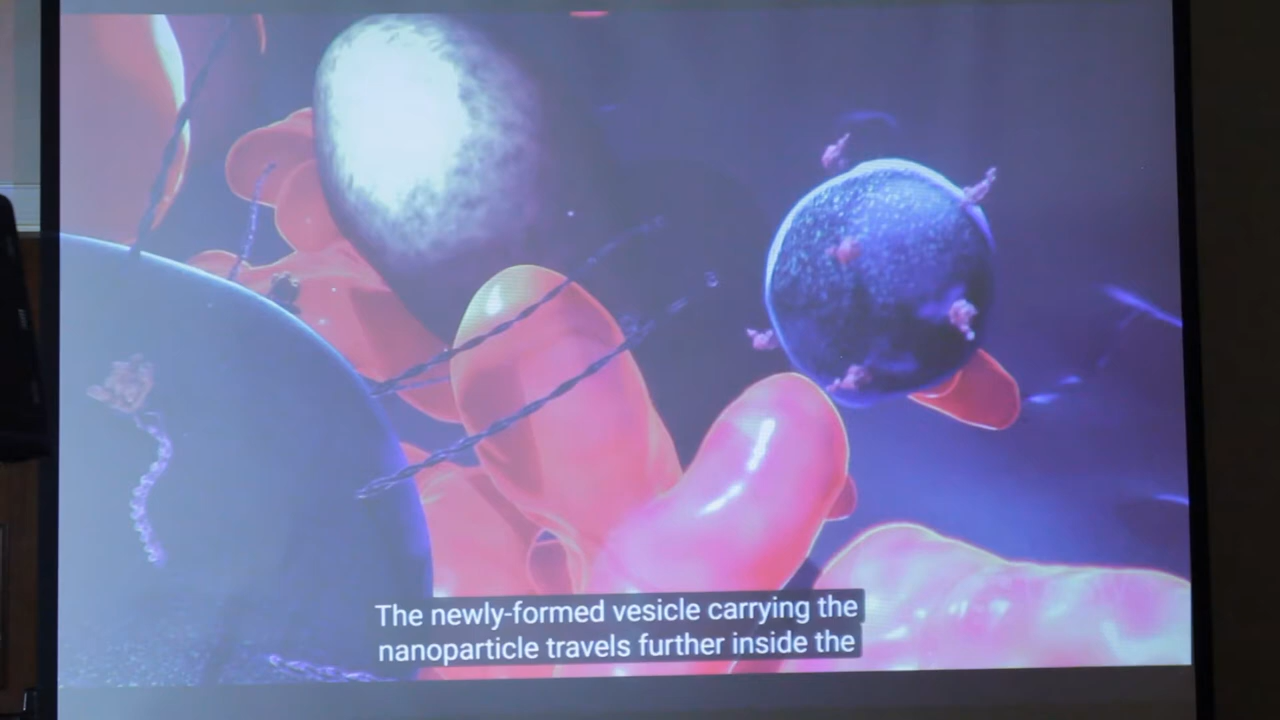 The newly-formed vesicle carrying the
nanoparticle travels further inside the